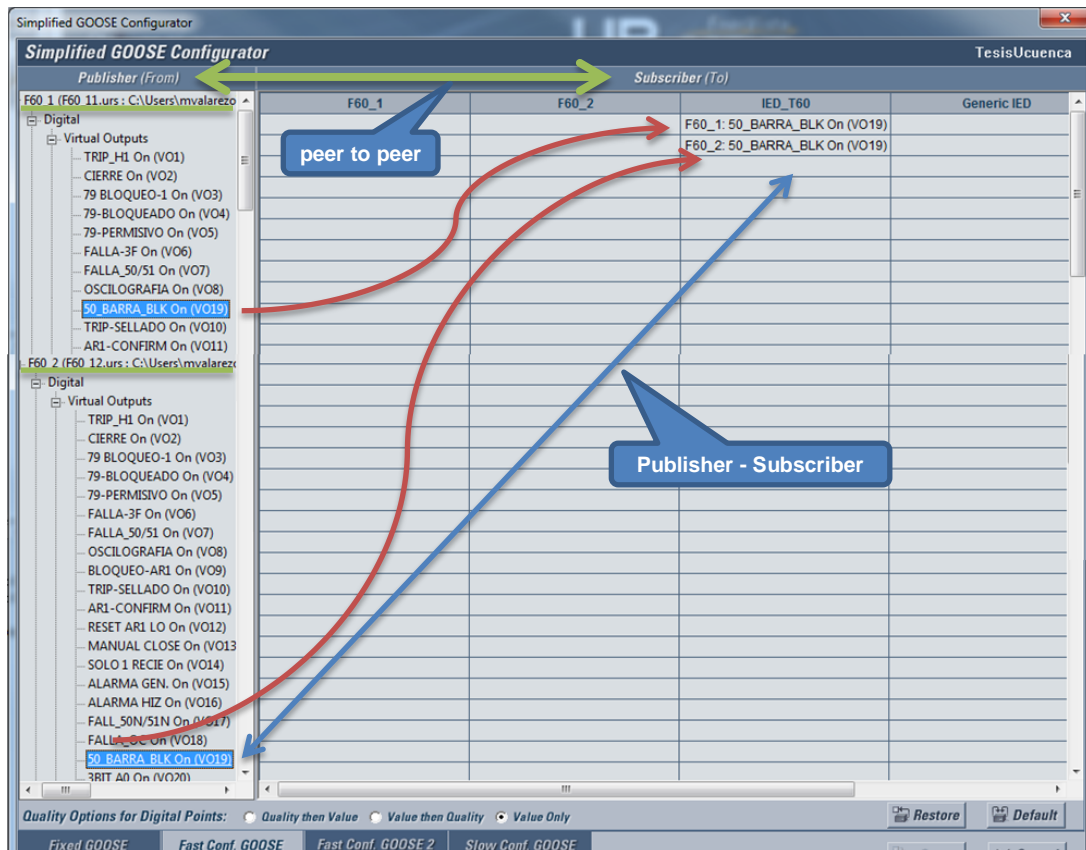 Simplified GOOSE Configurator
Simplified GOOSE Configurator
TesisUcuenca
Publisher (From)
Subscriber (To)
F60_1 (F60_11.urs : C:\Users\mvalarezo
Digital
Virtual Outputs
TRIP_H1 On (VO1)
CIERRE On (VO2)
79 BLOQUEO-1 On (VO3)
79-BLOQUEADO On (VO4)
79-PERMISIVO On (VO5)
FALLA-3F On (VO6)
FALLA_50/51 On (VO7)
OSCILOGRAFIA On (VO8)
50_BARRA_BLK On (VO19)
TRIP-SELLADO On (VO10)
AR1-CONFIRM On (VO11)
F60_2 (F60_12.urs : C:\Users\mvalarezo
Digital
Virtual Outputs
TRIP_H1 On (VO1)
CIERRE On (VO2)
79 BLOQUEO-1 On (VO3)
79-BLOQUEADO On (VO4)
79-PERMISIVO On (VO5)
FALLA-3F On (VO6)
FALLA_50/51 On (VO7)
OSCILOGRAFIA On (VO8)
BLOQUEO-AR1 On (VO9)
TRIP-SELLADO On (VO10)
AR1-CONFIRM On (VO11)
RESET AR1 LO On (VO12)
MANUAL CLOSE On (VO13
SOLO 1 RECIE On (VO14)
ALARMA GEN. On (VO15)
ALARMA HIZ On (VO16)
FALL_50N/51N On (VO17)
FALLA_OC On (VO18)
50_BARRA_BLK On (VO19)
3BIT A0 On (VO20)
F60_1
F60_2
IED_T60
Generic IED
F60_1: 50_BARRA_BLK On (VO19)
F60_2: 50_BARRA_BLK On (VO19)
peer to peer
Publisher - Subscriber
Quality Options for Digital Points:
Quality then Value
Value then Quality
Value Only
Restore
Default
Fixed GOOSE
Fast Conf. GOOSE
Fast Conf. GOOSE 2
Slow Conf. GOOSE